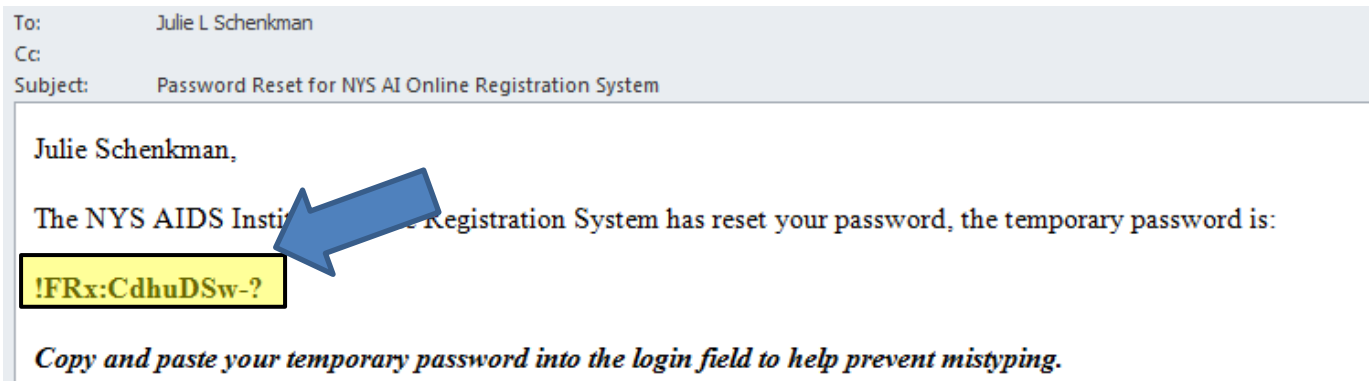 To: Julie L Schenkman
Cc:
Subject: Password Reset for NYS AI Online Registration System
Julie Schenkman,
The NYS AIDS Registration System has reset your password, the temporary password is:
!FRx:CdhuDSw-?
Copy and paste your temporary password into the login field to help prevent mistyping.